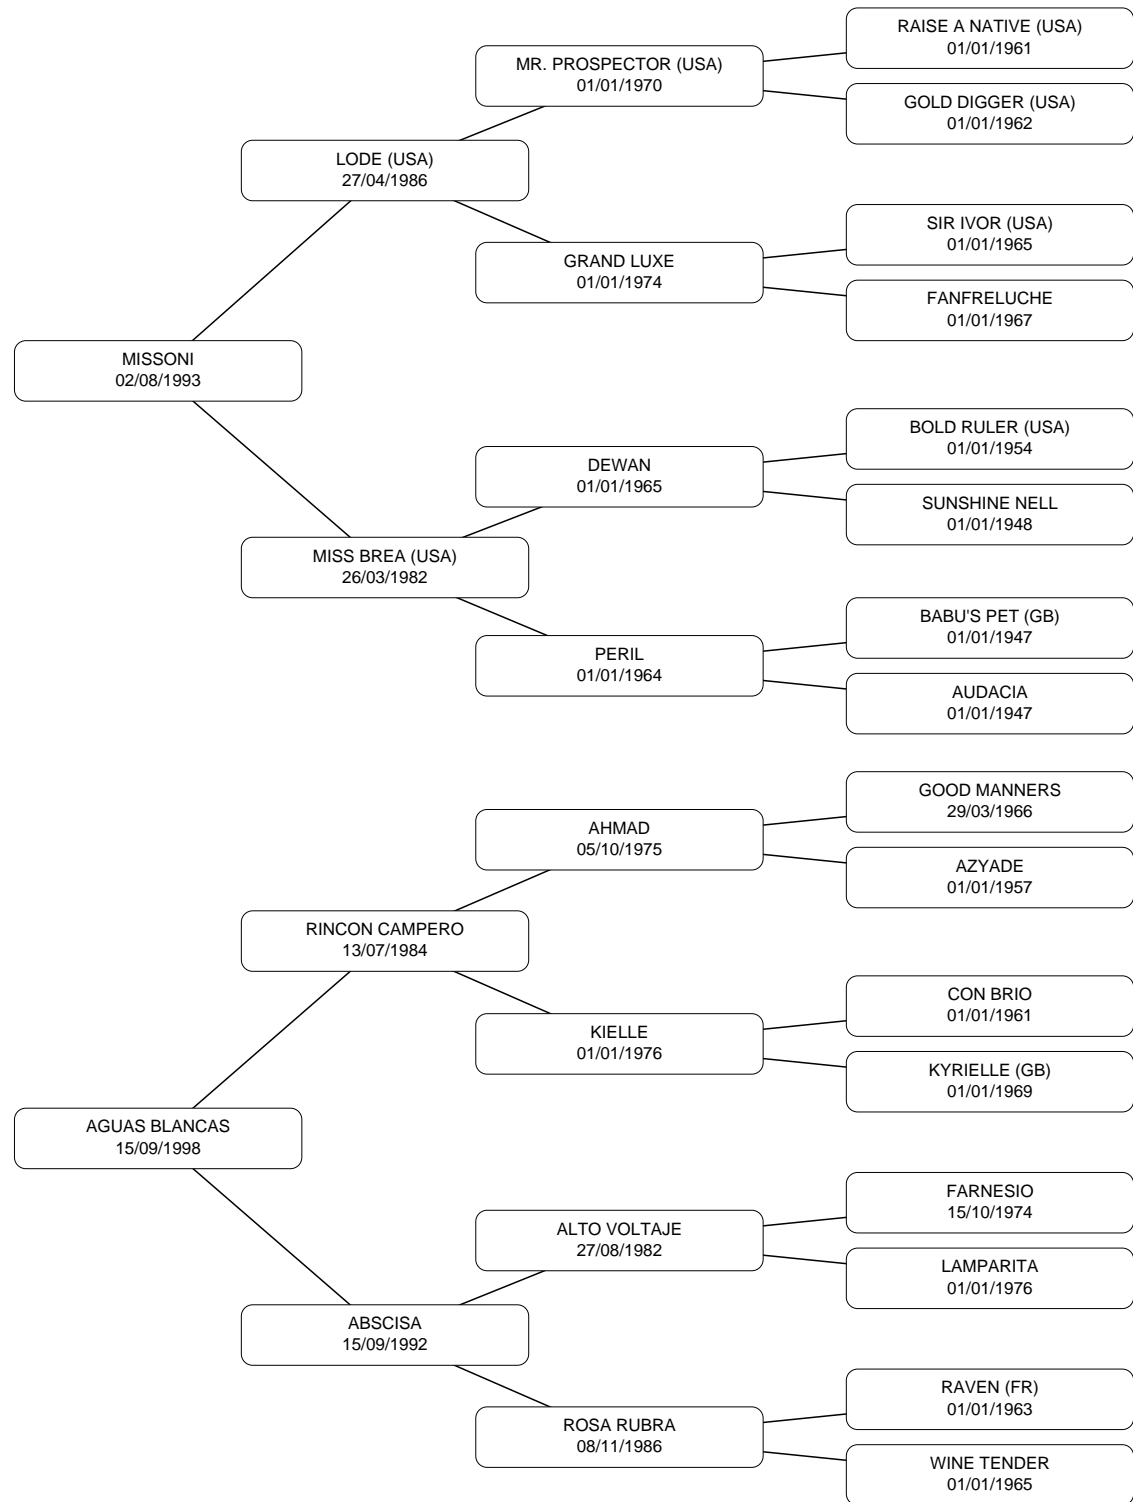 RAISE A NATIVE (USA)
01/01/1961
MR. PROSPECTOR (USA)
01/01/1970
GOLD DIGGER (USA)
01/01/1962
LODE (USA)
27/04/1986
SIR IVOR (USA)
01/01/1965
GRAND LUXE
01/01/1974
FANFRELUCHE
01/01/1967
MISSONI
02/08/1993
BOLD RULER (USA)
01/01/1954
DEWAN
01/01/1965
SUNSHINE NELL
01/01/1948
MISS BREA (USA)
26/03/1982
BABU'S PET (GB)
01/01/1947
PERIL
01/01/1964
AUDACIA
01/01/1947
GOOD MANNERS
29/03/1966
AHMAD
05/10/1975
AZYADE
01/01/1957
RINCON CAMPERO
13/07/1984
CON BRIO
01/01/1961
KIELLE
01/01/1976
KYRIELLE (GB)
01/01/1969
AGUAS BLANCAS
15/09/1998
FARNESIO
15/10/1974
ALTO VOLTAJE
27/08/1982
LAMPARITA
01/01/1976
ABSCISA
15/09/1992
RAVEN (FR)
01/01/1963
ROSA RUBRA
08/11/1986
WINE TENDER
01/01/1965